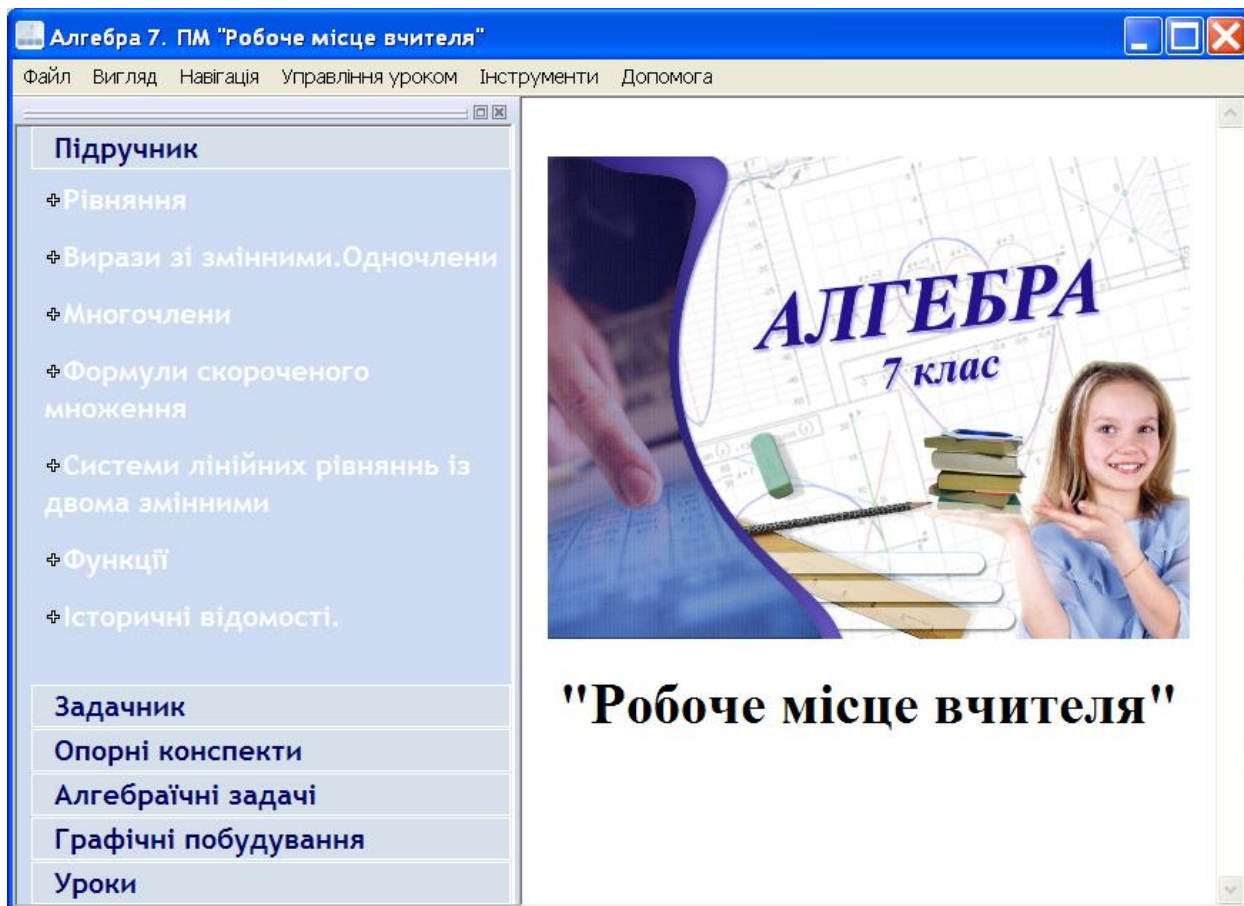 Алгебра 7. ПМ "Робоче місце вчителя"
Файл Вигляд Навігація Управління уроком Інструменти Допомога
Підручник
Рівняння
Вирази зі змінними.Одночлени
Многочлени
Формули скороченого
множення
Системи лінійних рівняннь із
двома змінними
Функції
Історичні відомості.
Задачник
Опорні конспекти
Алгебраїчні задачі
Графічні побудування
Уроки
АЛГЕБРА
7 клас
"Робоче місце вчителя"